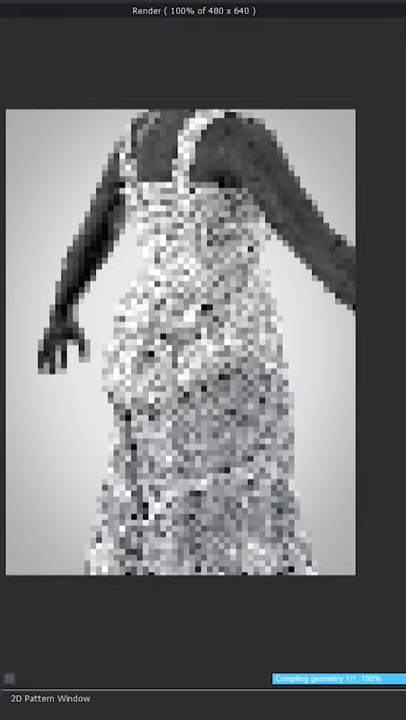 Render ( 100% of 480 x 640 )
Compiling geometry 1/1, 100%
2D Pattern Window